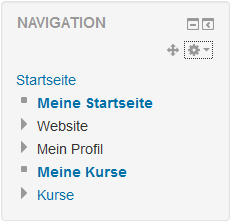 NAVIGATION
Startseite
Meine Startseite
Website
Mein Profil
Meine Kurse
Kurse